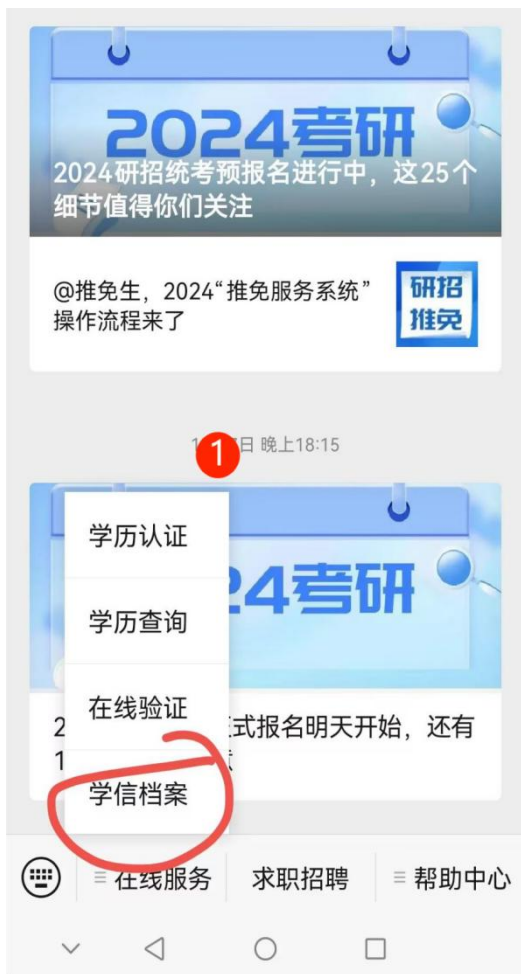 2024考研
2024研招统考预报名进行中，这25个
细节值得你们关注
@推免生，2024“推免服务系统”
操作流程来了
研招
推免
1
日 晚上18:15
学历认证
24考研
学历查询
在线验证
2
式报名明天开始，还有
1
学信档案
在线服务
求职招聘
帮助中心